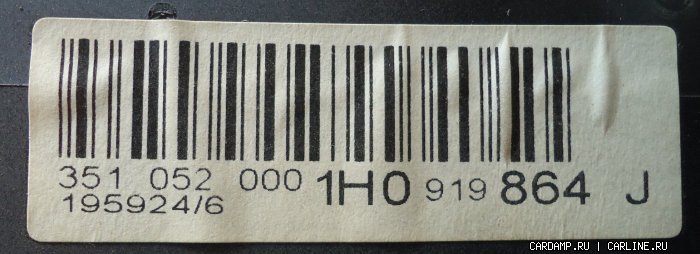 351 052 000 1H0 919 864 J
195924/6
CARDAMP.RU | CARLINE.RU